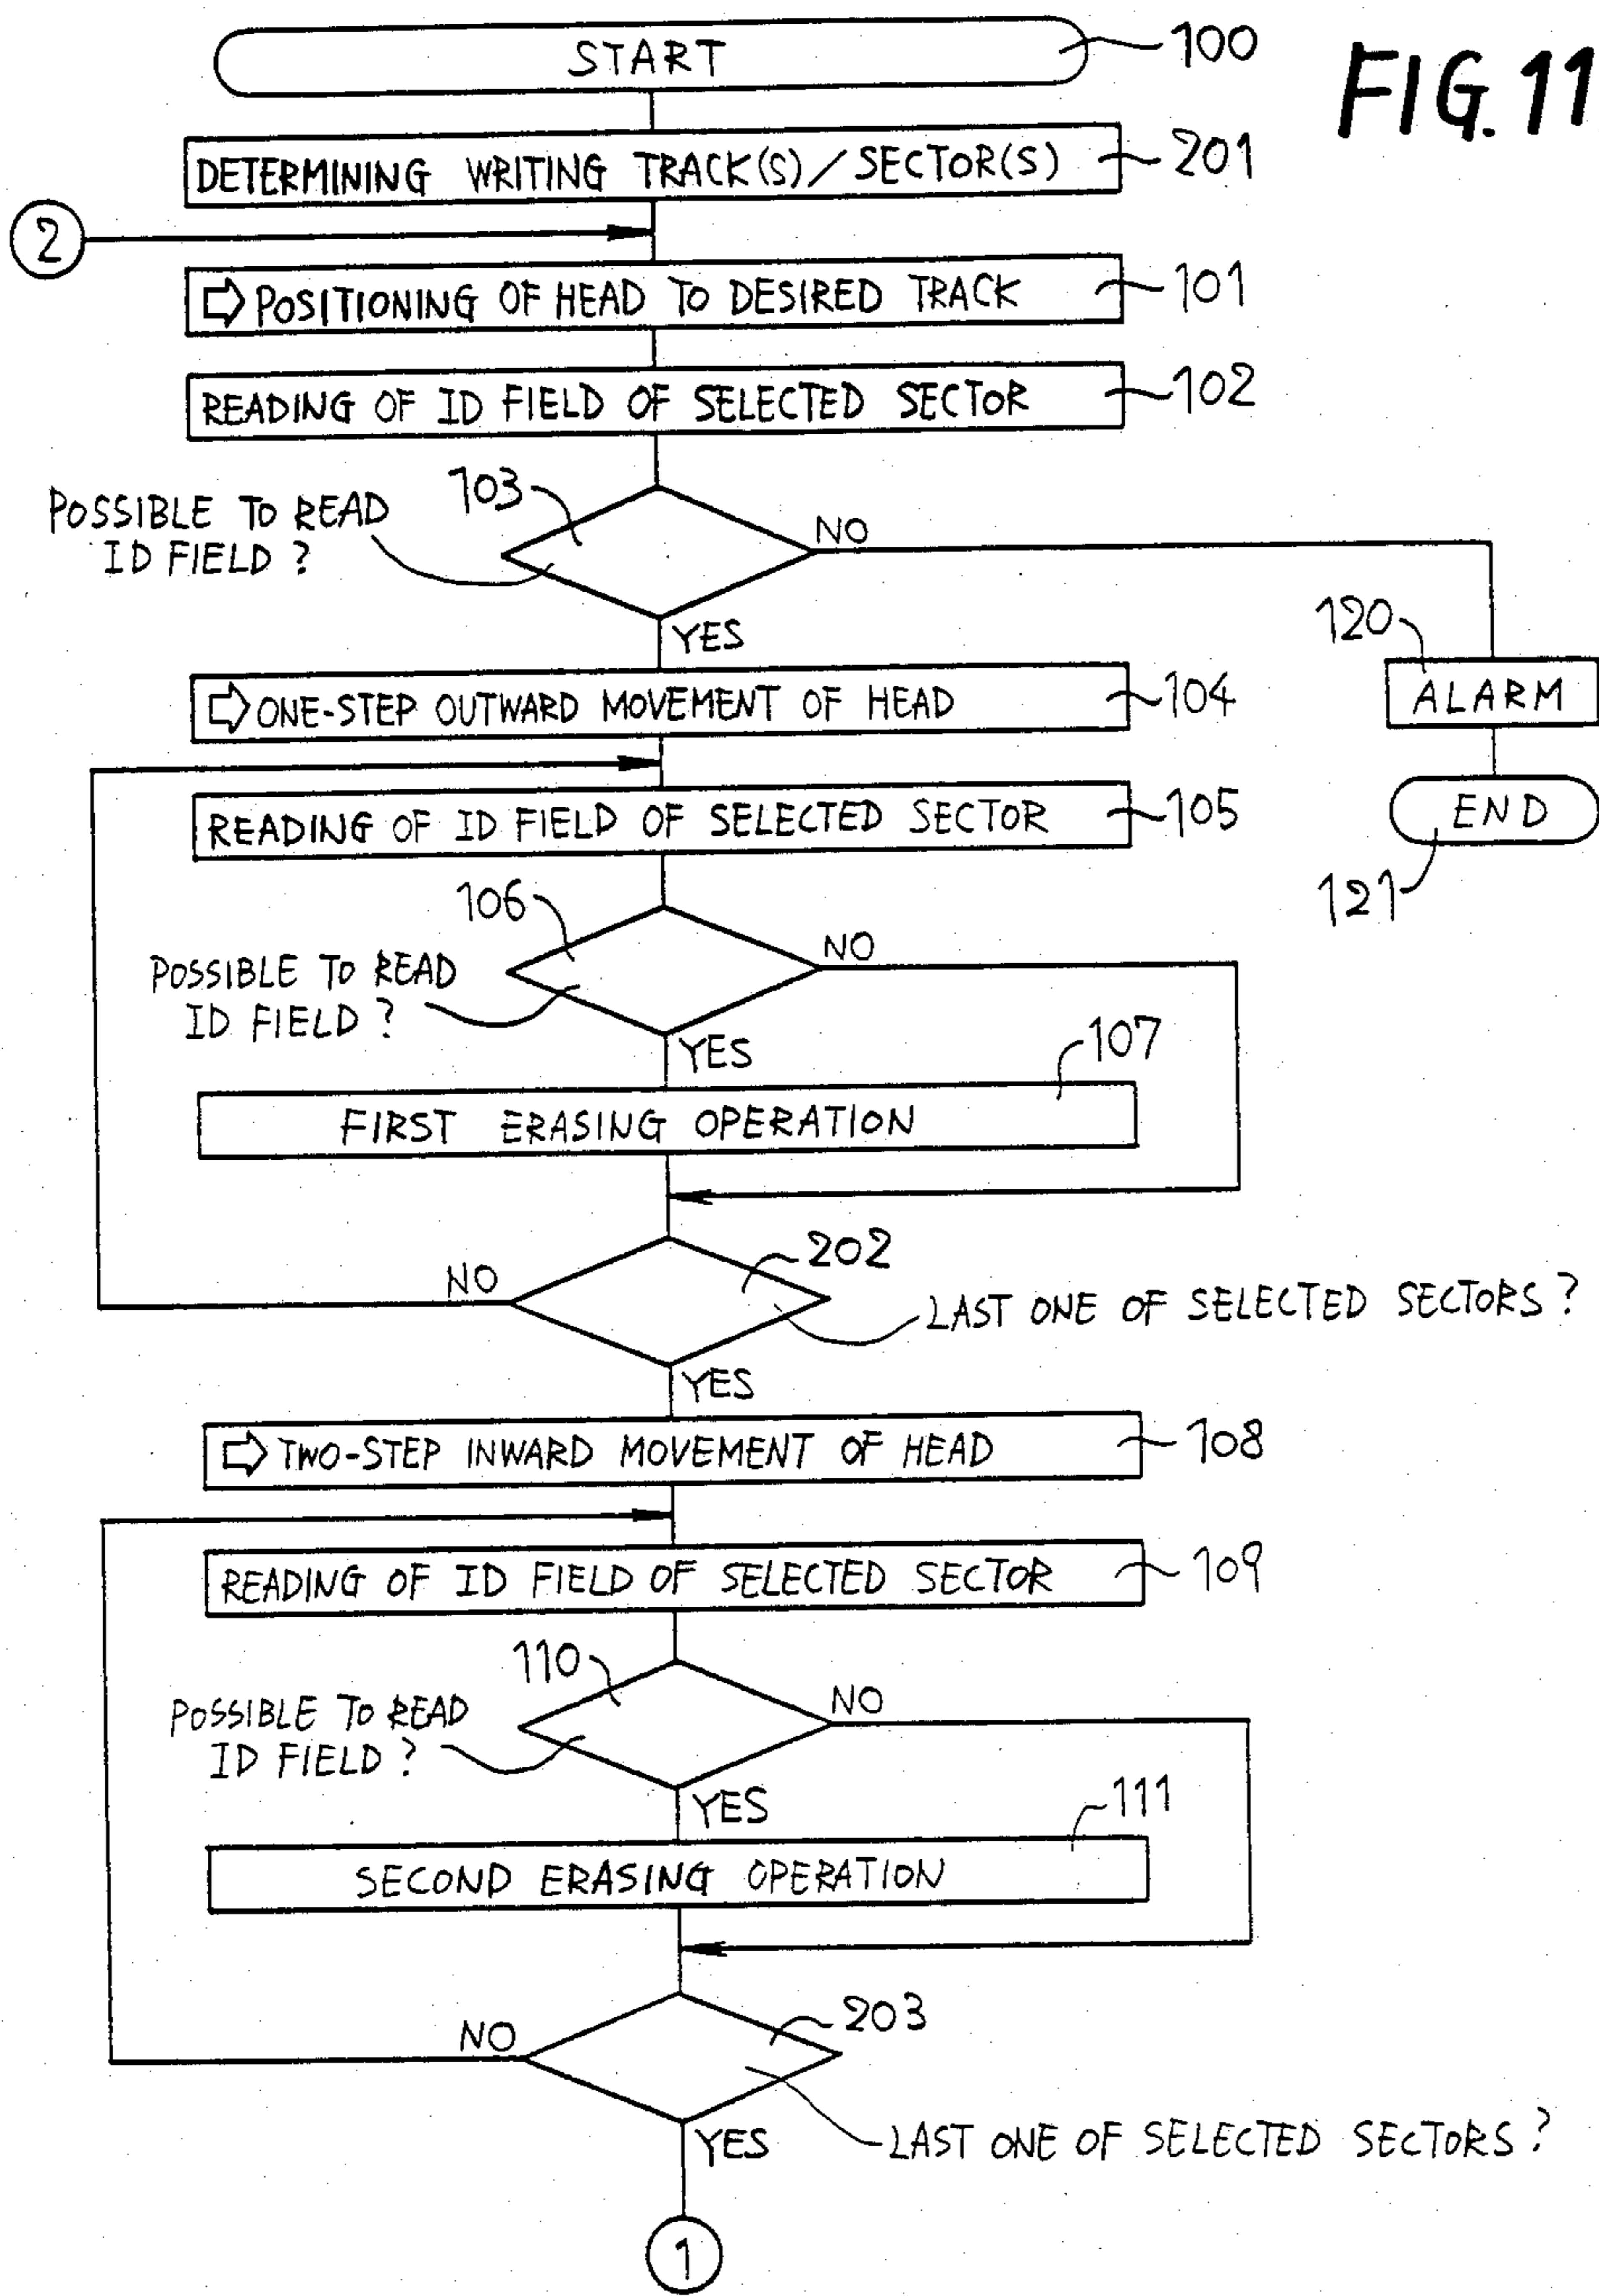 FIG. 11
START 100
DETERMINING WRITING TRACK(S)/SECTOR(S) 201
2
⇨ POSITIONING OF HEAD TO DESIRED TRACK 101
READING OF ID FIELD OF SELECTED SECTOR 102
103
POSSIBLE TO READ
ID FIELD ?
NO
YES
120
ALARM
END
121
⇨ ONE-STEP OUTWARD MOVEMENT OF HEAD 104
READING OF ID FIELD OF SELECTED SECTOR 105
106
POSSIBLE TO READ
ID FIELD ?
NO
YES
107
FIRST ERASING OPERATION
202
NO
LAST ONE OF SELECTED SECTORS ?
YES
⇨ TWO-STEP INWARD MOVEMENT OF HEAD 108
READING OF ID FIELD OF SELECTED SECTOR 109
110
POSSIBLE TO READ
ID FIELD ?
NO
YES
111
SECOND ERASING OPERATION
203
NO
LAST ONE OF SELECTED SECTORS ?
YES
1